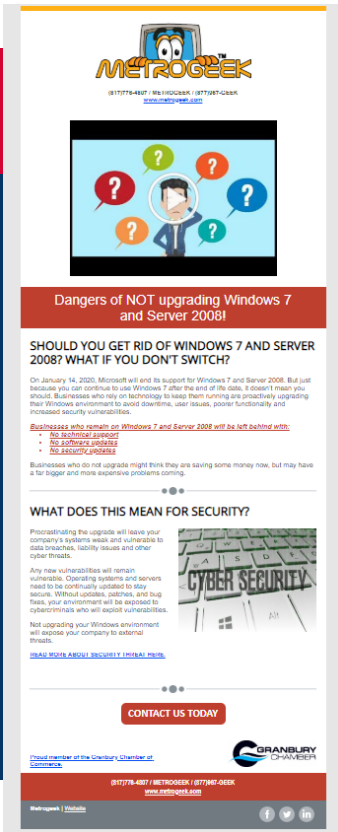 METROGEEK™
(817)776-4807 / METROGEEK / (877)967-GEEK
www.metrogeek.com
? ? ? ? ? ?
Dangers of NOT upgrading Windows 7
and Server 2008!
SHOULD YOU GET RID OF WINDOWS 7 AND SERVER
2008? WHAT IF YOU DON'T SWITCH?
On January 14, 2020, Microsoft will end its support for Windows 7 and Server 2008. But just
because you can continue to use Windows 7 after the end of life date, it doesn't mean you
should. Businesses who rely on technology to keep them running are proactively upgrading
their Windows environment to avoid downtime, user issues, poorer functionality and
increased security vulnerabilities.
Businesses who remain on Windows 7 and Server 2008 will be left behind with:
• No technical support
• No software updates
• No security updates
Businesses who do not upgrade might think they are saving some money now, but may have
a far bigger and more expensive problems coming.
WHAT DOES THIS MEAN FOR SECURITY?
Procrastinating the upgrade will leave your
company's systems weak and vulnerable to
data breaches, liability issues and other
cyber threats.
Any new vulnerabilities will remain
vulnerable. Operating systems and servers
need to be continually updated to stay
secure. Without updates, patches, and bug
fixes, your environment will be exposed to
cybercriminals who will exploit vulnerabilities.
Not upgrading your Windows environment
will expose your company to external
threats.
CYBER SECURITY
Alt
READ MORE ABOUT SECURITY THREAT HERE.
CONTACT US TODAY
Proud member of the Granbury Chamber of
Commerce.
GRANBURY
CHAMBER
(817)776-4807 / METROGEEK / (877)967-GEEK
www.metrogeek.com
Metrogeek | Website